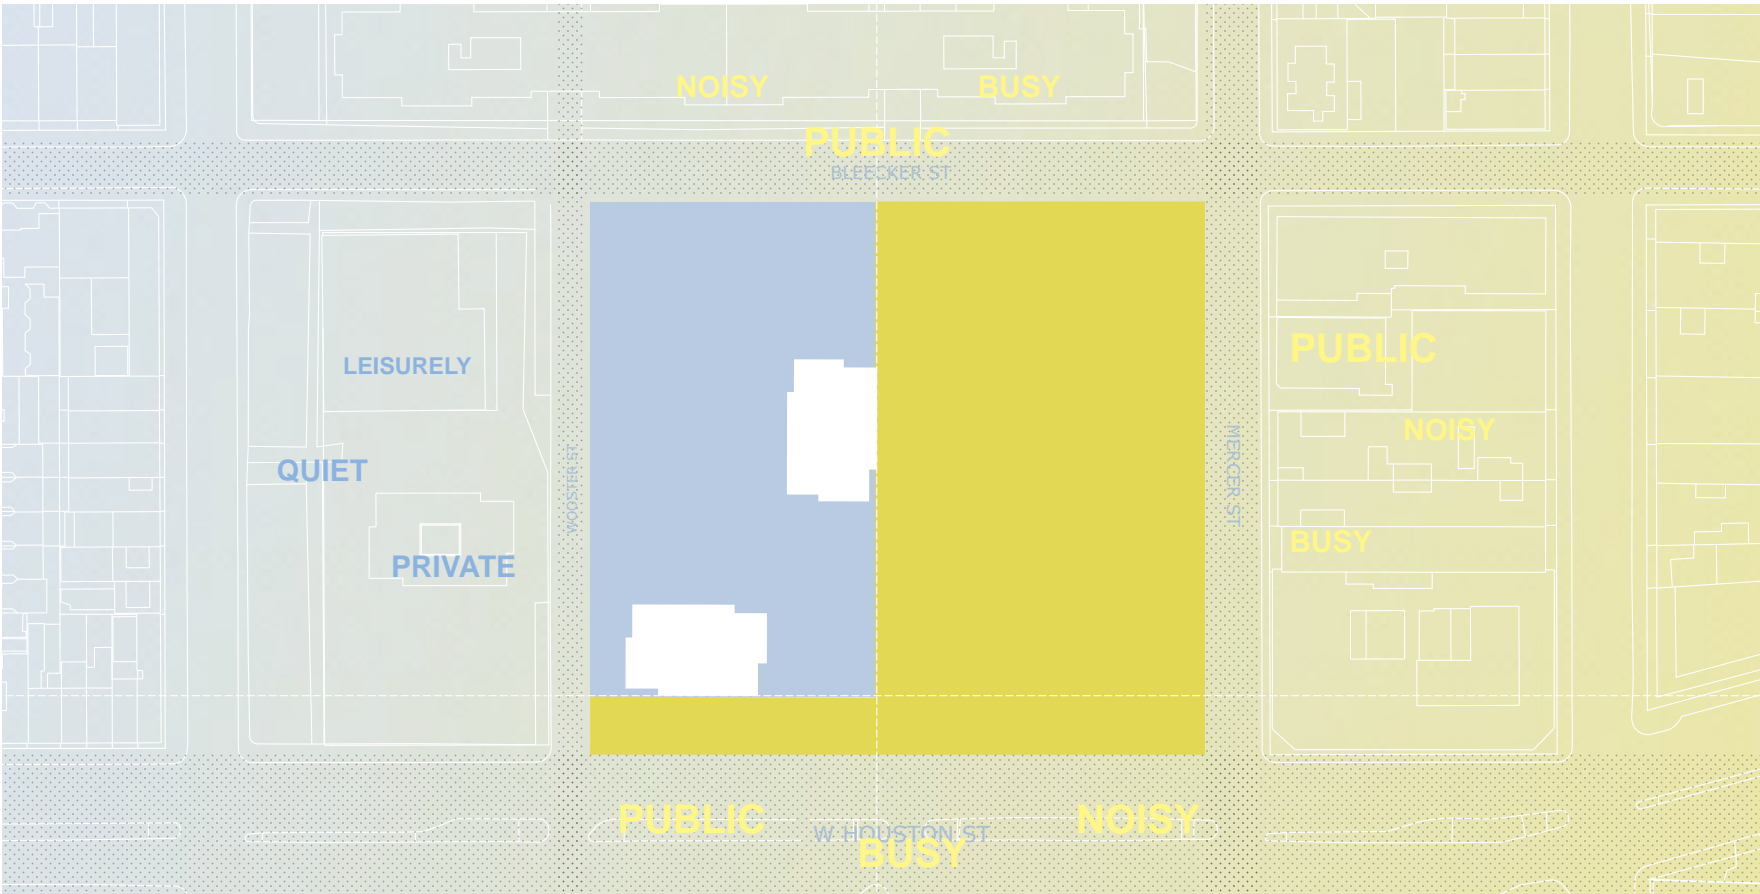 NOISY
BUSY
PUBLIC
BLEECKER ST
LEISURELY
QUIET
PRIVATE
WOOSTER ST
MERCER ST
PUBLIC
NOISY
BUSY
PUBLIC
NOISY
W HOUSTON ST
BUSY